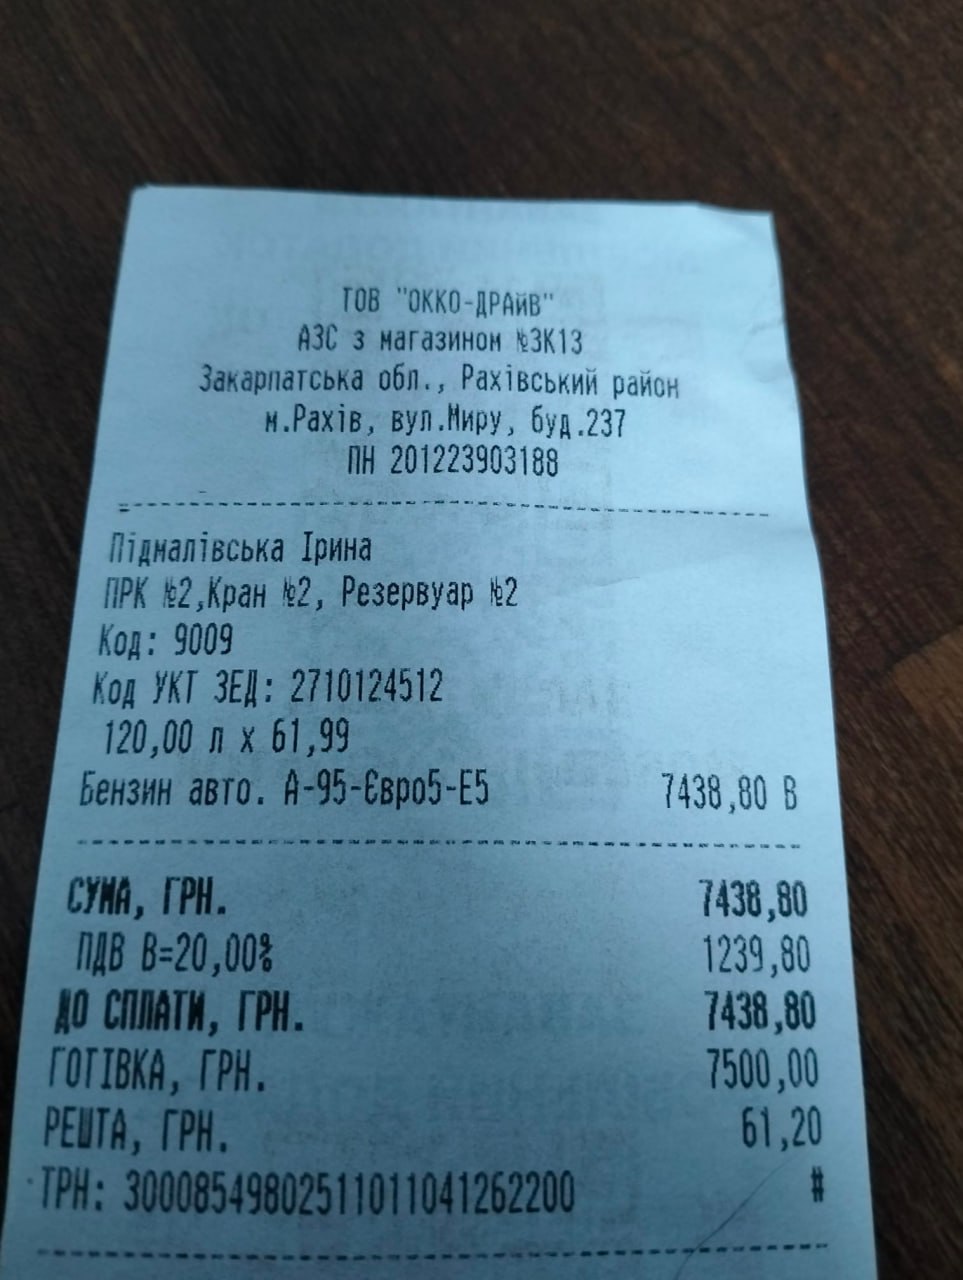 ТОВ "ОККО-ДРАЙВ"
АЗС з магазином №ЗК13
Закарпатська обл., Рахівський район
м.Рахів, вул.Миру, буд.237
ПН 201223903188
Підмалівська Ірина
ПРК №2,Кран №2, Резервуар №2
Код: 9009
Код УКТ ЗЕД: 2710124512
120,00 л х 61,99
Бензин авто. А-95-Євро5-Е5 7438,80 В
СУМА, ГРН. 7438,80
ПДВ В=20,00% 1239,80
ДО СПЛАТИ, ГРН. 7438,80
ГОТІВКА, ГРН. 7500,00
РЕШТА, ГРН. 61,20
ТРН: 30008549802511011041262200 #